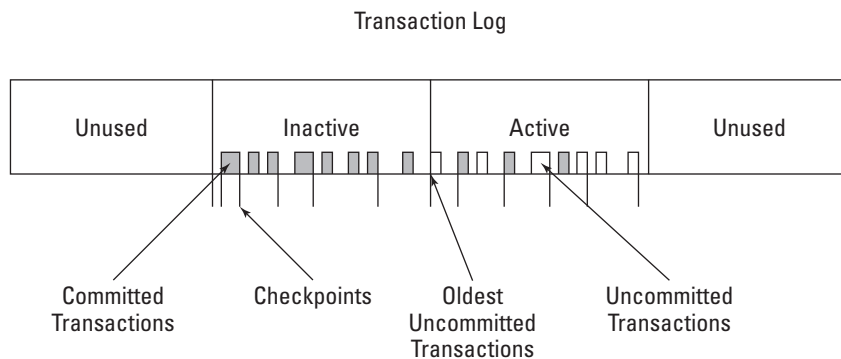 Transaction Log
Unused
Inactive
Active
Unused
Committed
Transactions
Checkpoints
Oldest
Uncommitted
Transactions
Uncommitted
Transactions